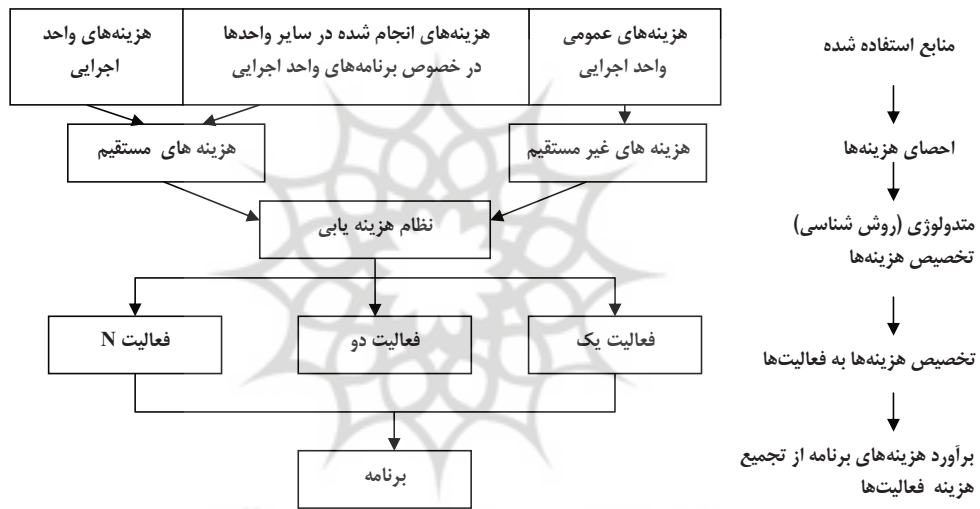 هزینه‌های عمومی
واحد اجرایی
هزینه‌های انجام شده در سایر واحدها
در خصوص برنامه‌های واحد اجرایی
هزینه‌های واحد
اجرایی
منابع استفاده شده
هزینه های غیر مستقیم
هزینه های مستقیم
احصای هزینه‌ها
نظام هزینه یابی
متدولوژی (روش شناسی)
تخصیص هزینه‌ها
فعالیت یک
فعالیت دو
فعالیت N
تخصیص هزینه‌ها به فعالیت‌ها
برنامه
برآورد هزینه‌های برنامه از تجمیع
هزینه فعالیت‌ها